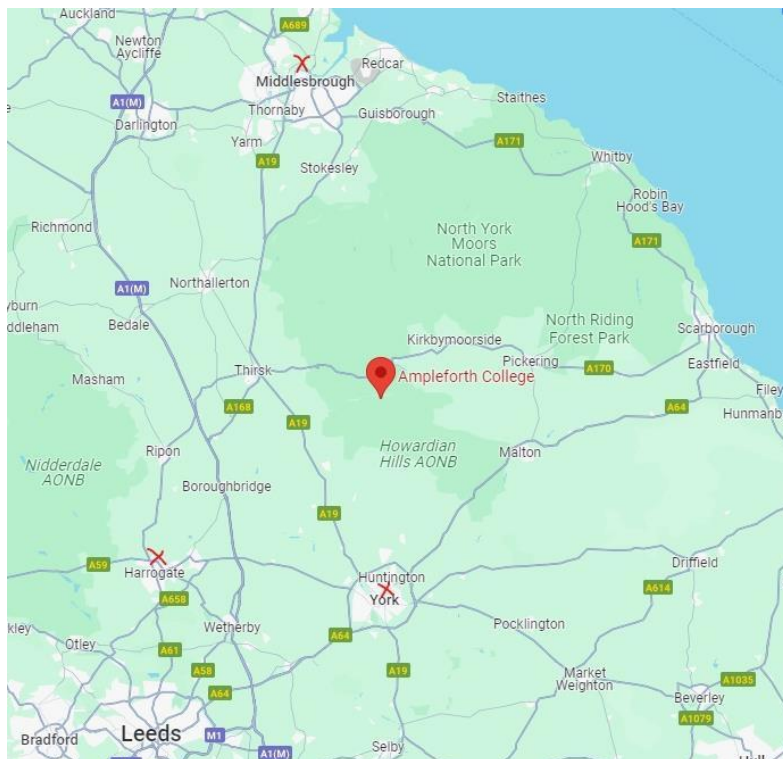 Auckland
A689
Newton
Aycliffe
Redcar
Middlesbrough
A1(M)
Thornaby
Staithes
Darlington
Guisborough
Yarm
A19
Stokesley
A171
Whitby
Robin
Hood's Bay
Richmond
North York
Moors
National Park
A171
Northallerton
A1(M)
yburn
ddleham
Bedale
North Riding
Forest Park
Scarborough
Kirkbymoorside
Pickering
A170
Eastfield
Thirsk
Ampleforth College
Masham
Filey
A168
A64
Hunmanb
A19
Howardian
Hills AONB
Malton
Ripon
Nidderdale
AONB
Boroughbridge
A19
A59
Harrogate
Huntington
York
Driffield
A658
A614
Wetherby
Pocklington
kley
Otley
A61
A64
A58
A19
Market
Weighton
A64
A1035
Beverley
Leeds
M1
A1079
Bradford
A1(M)
Selby